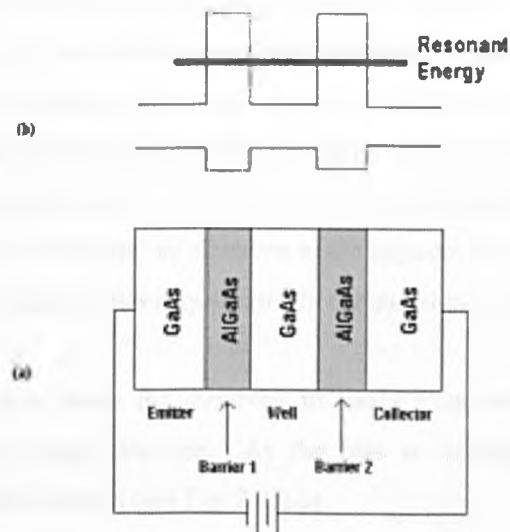 Resonant
Energy
(b)
GaAs
AlGaAs
GaAs
AlGaAs
GaAs
(a)
Emitter
Well
Collector
Barrier 1
Barrier 2